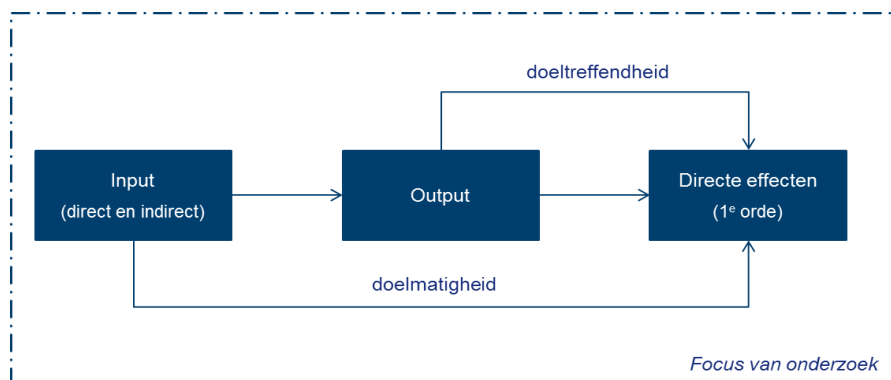 doeltreffendheid
Input
(direct en indirect)
Output
Directe effecten
(1e orde)
doelmatigheid
Focus van onderzoek